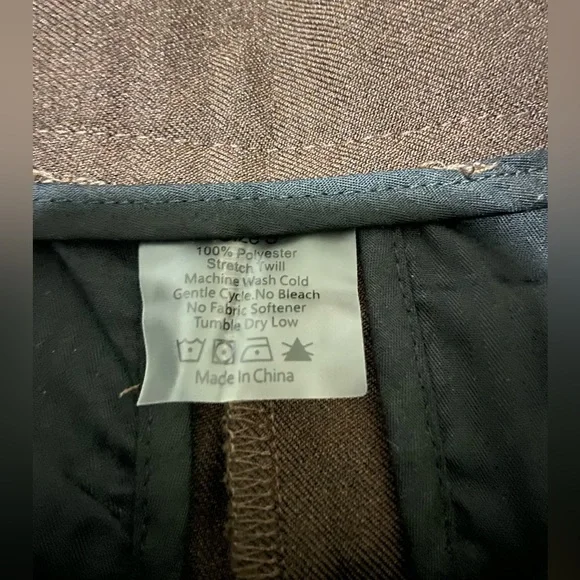 100% Polyester
Stretch Twill
Machine Wash Cold
Gentle Cycle.No Bleach
No Fabric Softener
Tumble Dry Low
Made in China